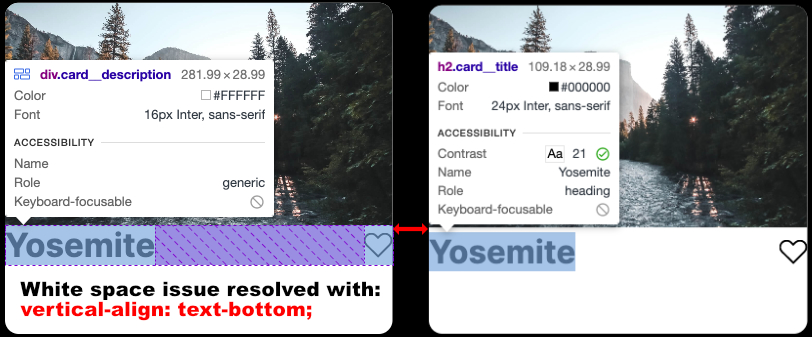 div.card__description 281.99 × 28.99
Color #FFFFFF
Font 16px Inter, sans-serif
ACCESSIBILITY
Name
Role generic
Keyboard-focusable
Yosemite
White space issue resolved with:
vertical-align: text-bottom;
h2.card__title 109.18 × 28.99
Color #000000
Font 24px Inter, sans-serif
ACCESSIBILITY
Contrast Aa 21
Name Yosemite
Role heading
Keyboard-focusable
Yosemite